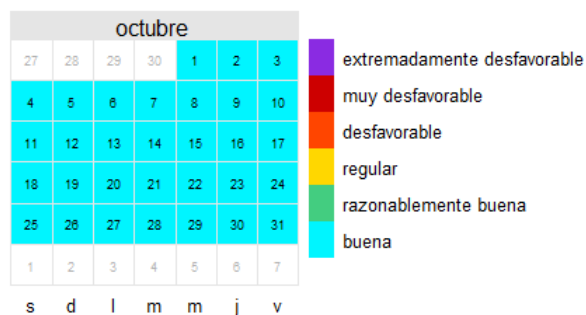 octubre
27 28 29 30 1 2 3
4 5 6 7 8 9 10
11 12 13 14 15 16 17
18 19 20 21 22 23 24
25 26 27 28 29 30 31
1 2 3 4 5 6 7
s d l m m j v
extremadamente desfavorable
muy desfavorable
desfavorable
regular
razonablemente buena
buena